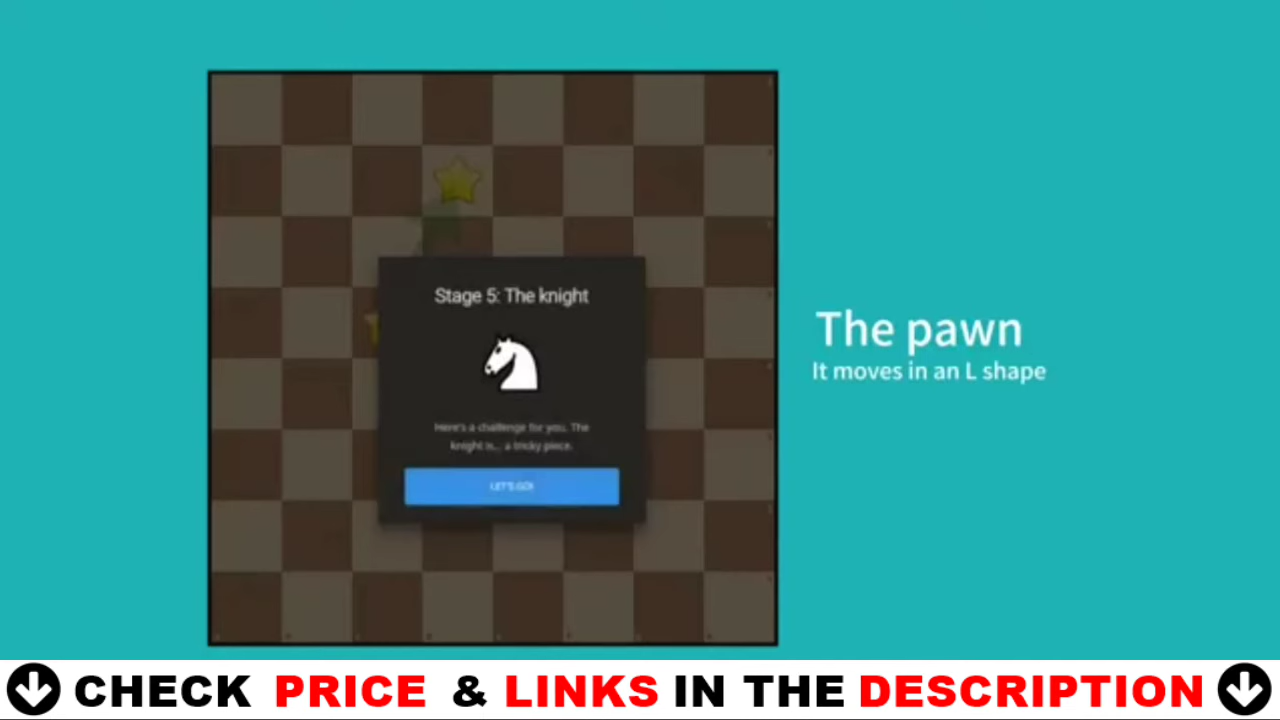 Stage 5: The knight
Here's a challenge for you. The
knight is... a tricky piece.
LET'S GO!
The pawn
It moves in an L shape
CHECK PRICE & LINKS IN THE DESCRIPTION